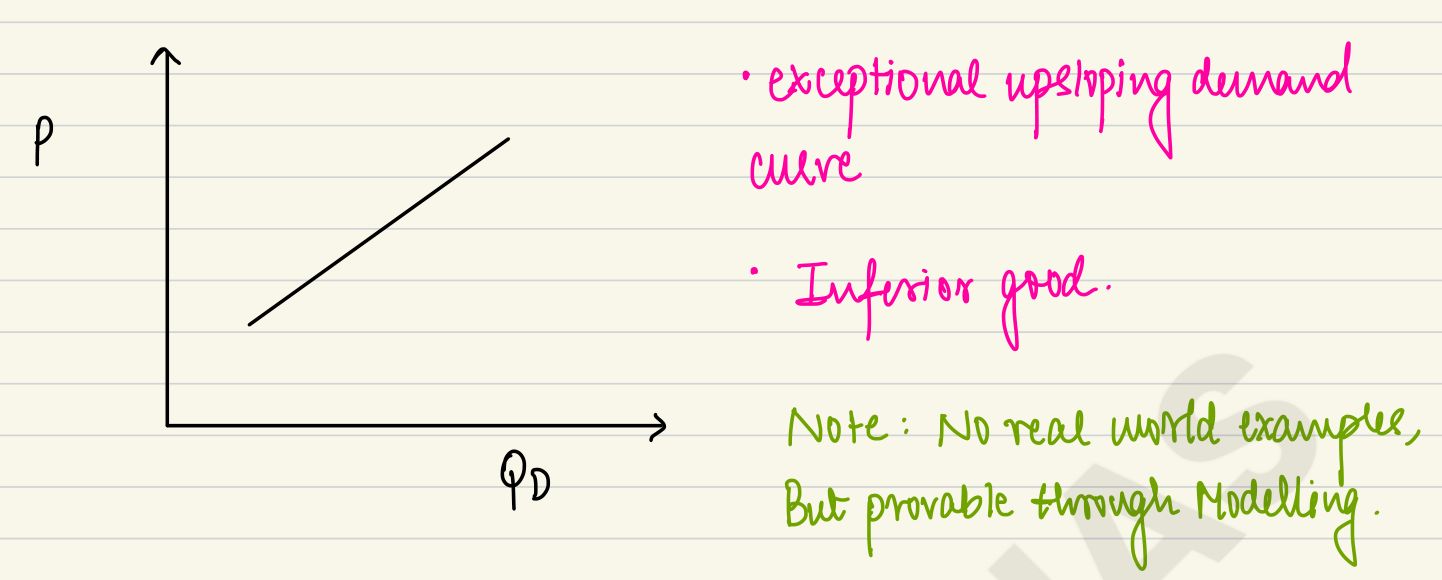 P
Q_D
• exceptional upsloping demand
curve
• Inferior good.
Note: No real world examples,
But provable through Modelling.